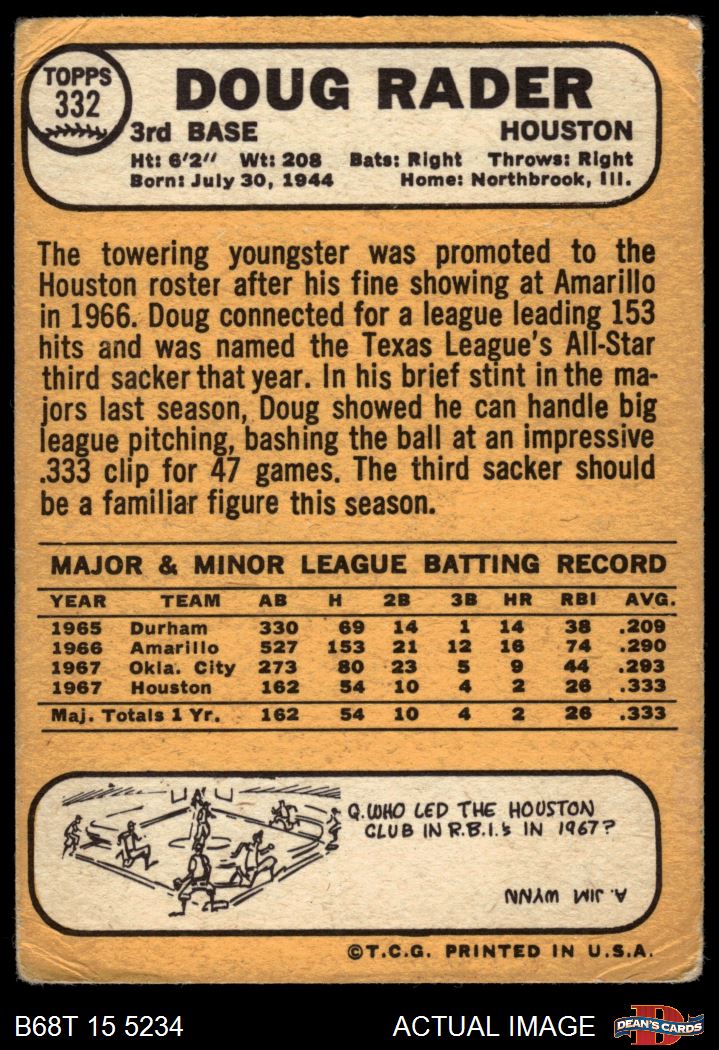 TOPPS
332
DOUG RADER
3rd BASE HOUSTON
Ht: 6'2" Wt: 208 Bats: Right Throws: Right
Born: July 30, 1944 Home: Northbrook, Ill.
The towering youngster was promoted to the
Houston roster after his fine showing at Amarillo
in 1966. Doug connected for a league leading 153
hits and was named the Texas League's All-Star
third sacker that year. In his brief stint in the ma-
jors last season, Doug showed he can handle big
league pitching, bashing the ball at an impressive
.333 clip for 47 games. The third sacker should
be a familiar figure this season.
MAJOR & MINOR LEAGUE BATTING RECORD
YEAR TEAM AB H 2B 3B HR RBI AVG.
1965 Durham 330 69 14 1 14 38 .209
1966 Amarillo 527 153 21 12 16 74 .290
1967 Okla. City 273 80 23 5 9 44 .293
1967 Houston 162 54 10 4 2 26 .333
Maj. Totals 1 Yr. 162 54 10 4 2 26 .333
Q. WHO LED THE HOUSTON
CLUB IN R.B.I.s IN 1967?
A. JIM WYNN
©T.C.G. PRINTED IN U.S.A.
B68T 15 5234 ACTUAL IMAGE DEAN'S CARDS